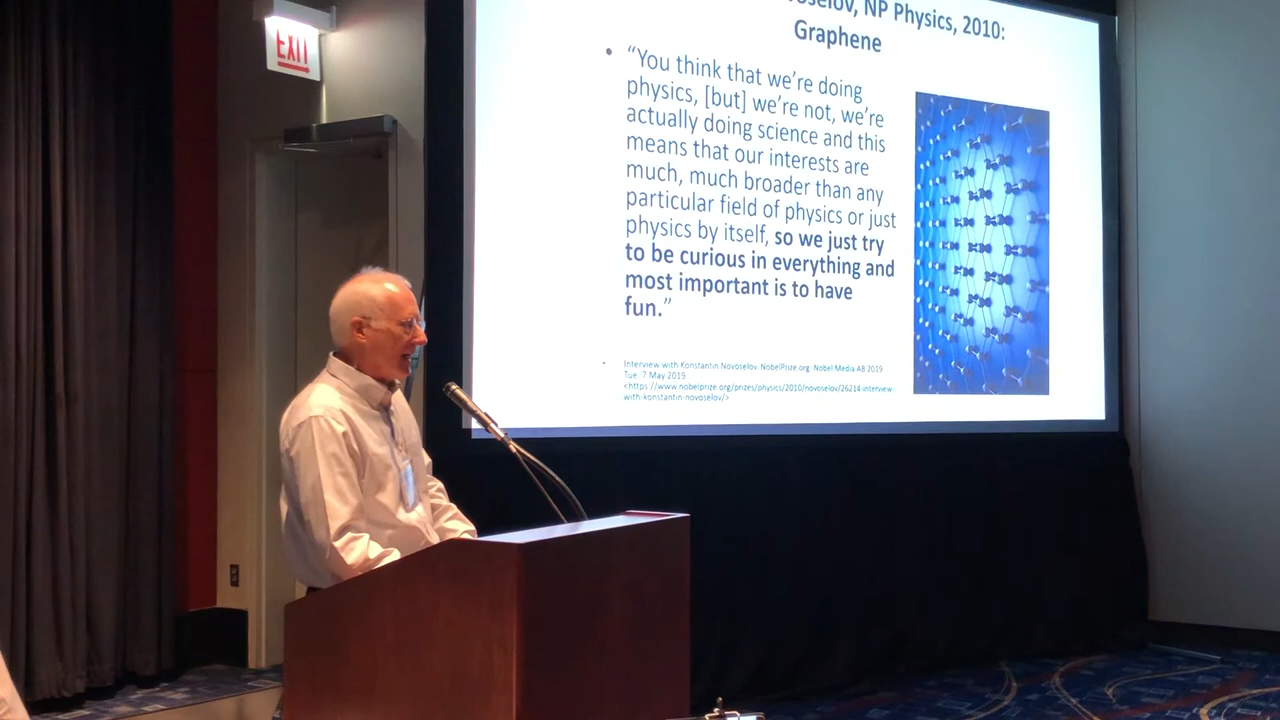 EXIT
NP Physics, 2010:
Graphene
• “You think that we’re doing
physics, [but] we’re not, we’re
actually doing science and this
means that our interests are
much, much broader than any
particular field of physics or just
physics by itself, so we just try
to be curious in everything and
most important is to have
fun.”
• Interview with Konstantin Novoselov. NobelPrize.org. Nobel Media AB 2019.
Tue. 7 May 2019.
<https://www.nobelprize.org/prizes/physics/2010/novoselov/26214-interview-
with-konstantin-novoselov/>